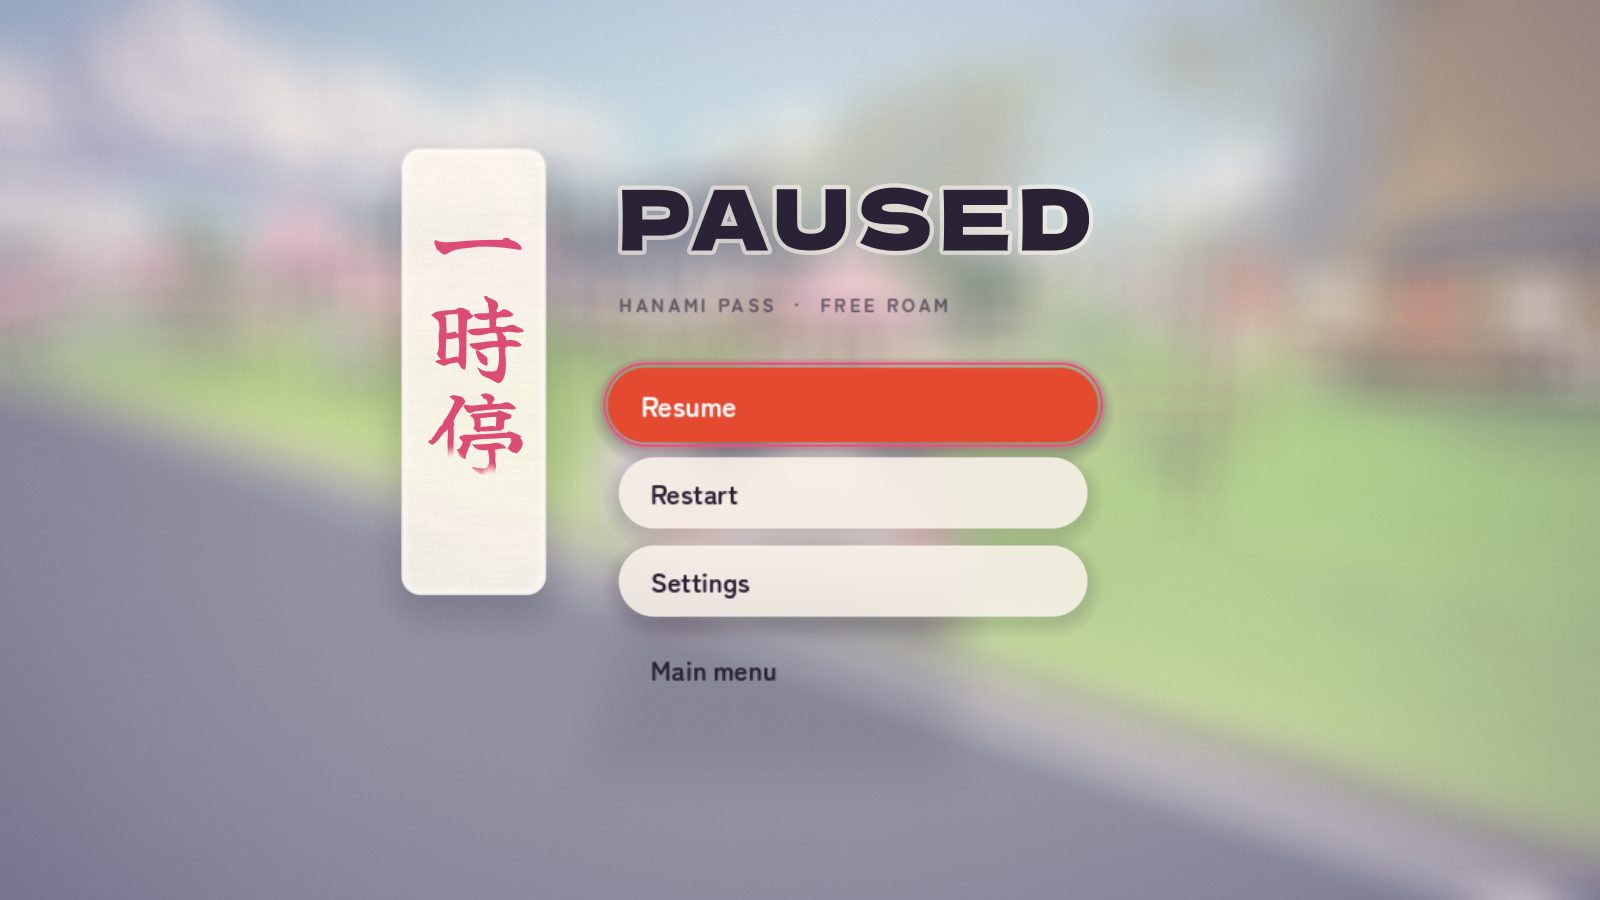 一時停
PAUSED
HANAMI PASS · FREE ROAM
Resume
Restart
Settings
Main menu